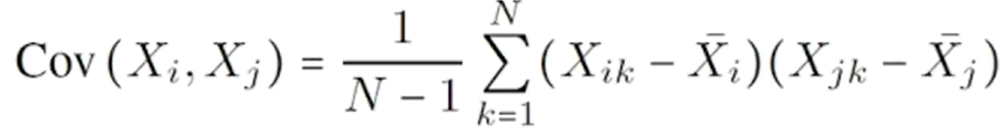 Cov (X_i, X_j) = \frac{1}{N − 1} \sum_{k=1}^{N} (X_{ik} − \bar{X}_i)(X_{jk} − \bar{X}_j)